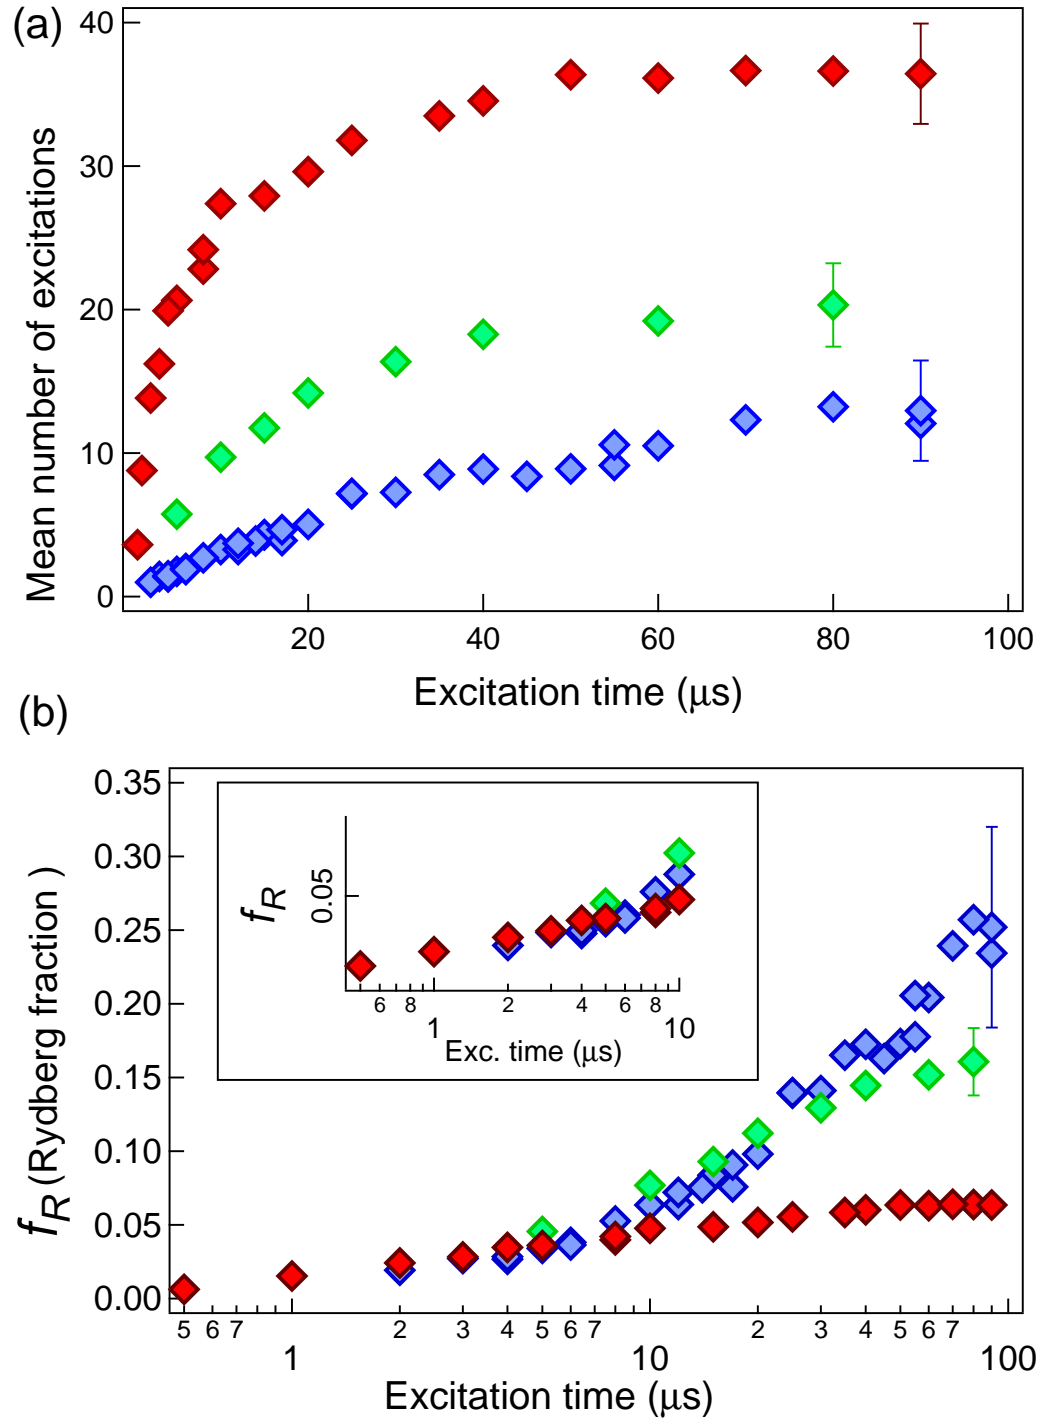 (a)
40
30
20
10
0
Mean number of excitations
20 40 60 80 100
Excitation time (μs)
(b)
0.35
0.30
0.25
0.20
0.15
0.10
0.05
0.00
f_R (Rydberg fraction )
f_R
0.05
6 8 2 4 6 8
1 10
Exc. time (μs)
5 6 7 2 3 4 5 6 7 2 3 4 5 6 7
1 10 100
Excitation time (μs)